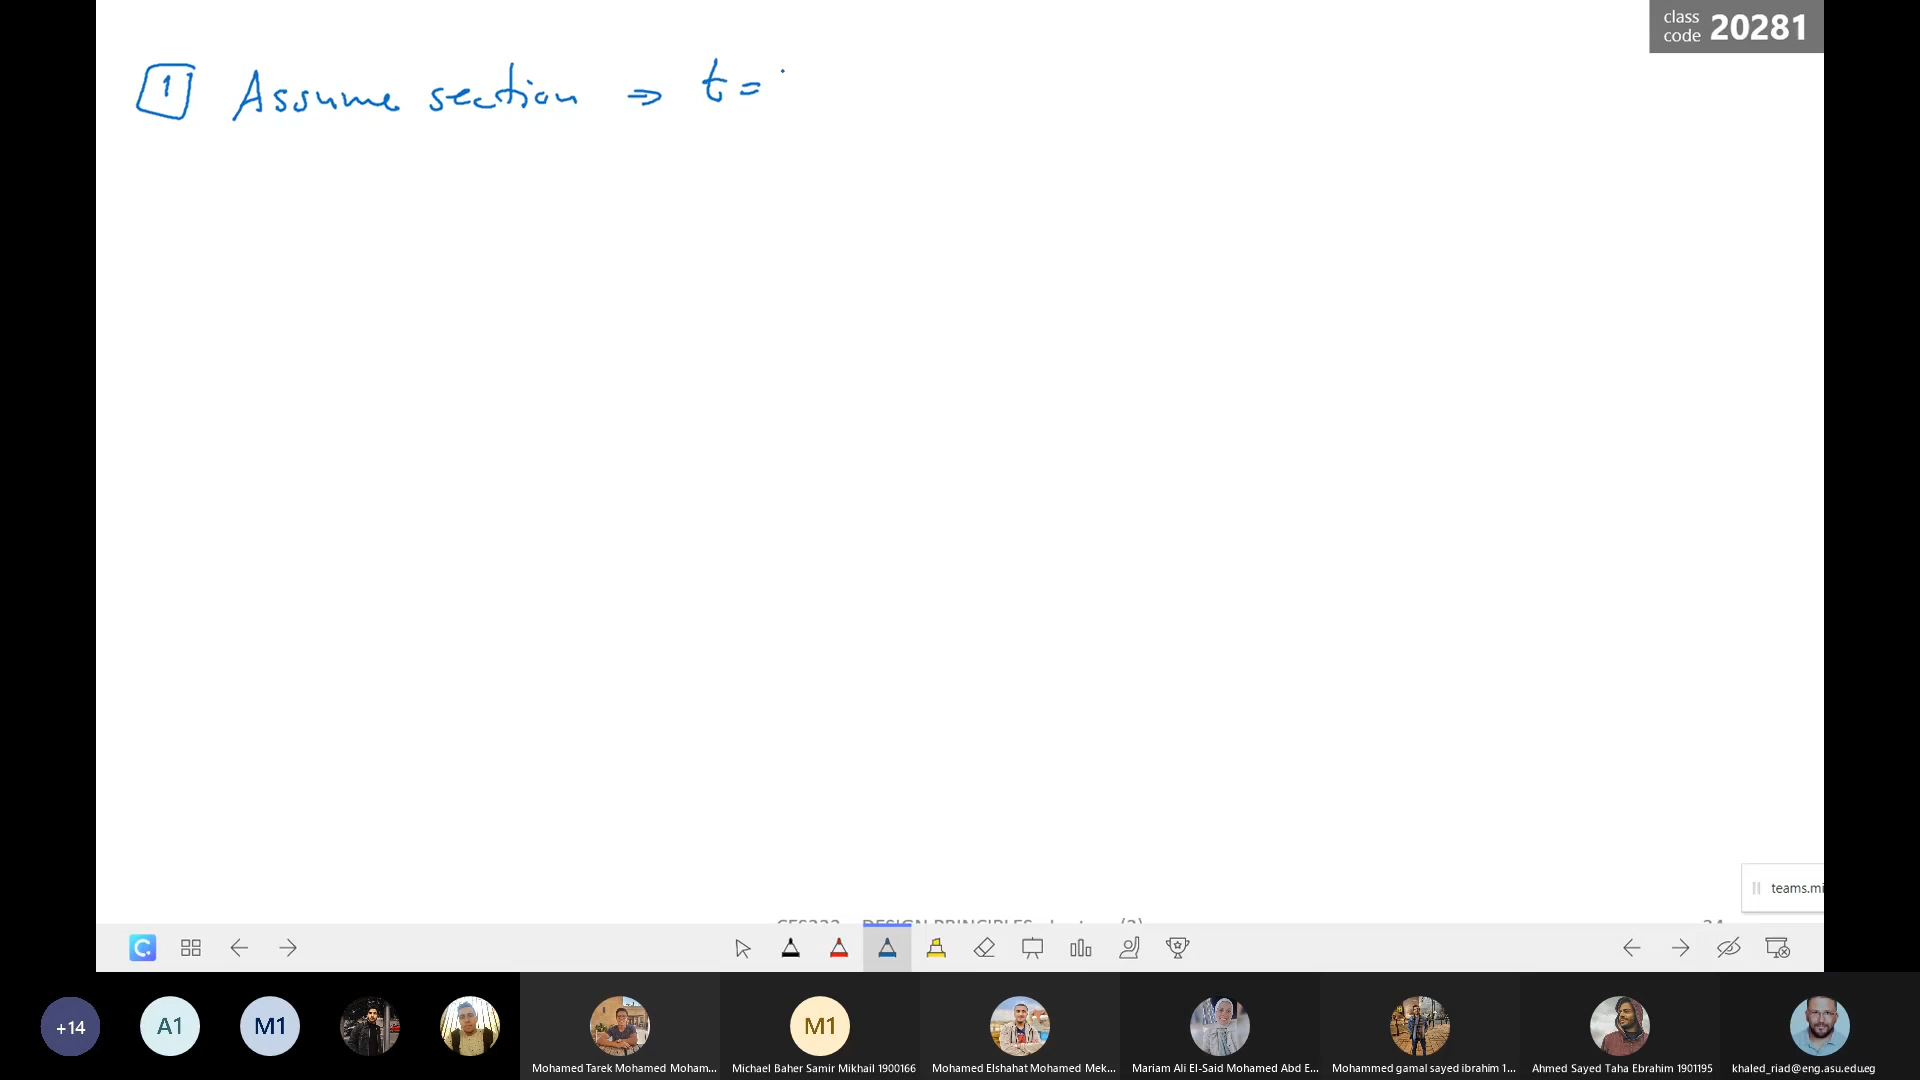 class
code 20281
1 Assume section ⇒ t =
teams.mi
+14
A1
M1
M1
Mohamed Tarek Mohamed Moham...
Michael Baher Samir Mikhail 1900166
Mohamed Elshahat Mohamed Mek...
Mariam Ali El-Said Mohamed Abd E...
Mohammed gamal sayed ibrahim 1...
Ahmed Sayed Taha Ebrahim 1901195
khaled_riad@eng.asu.edu.eg